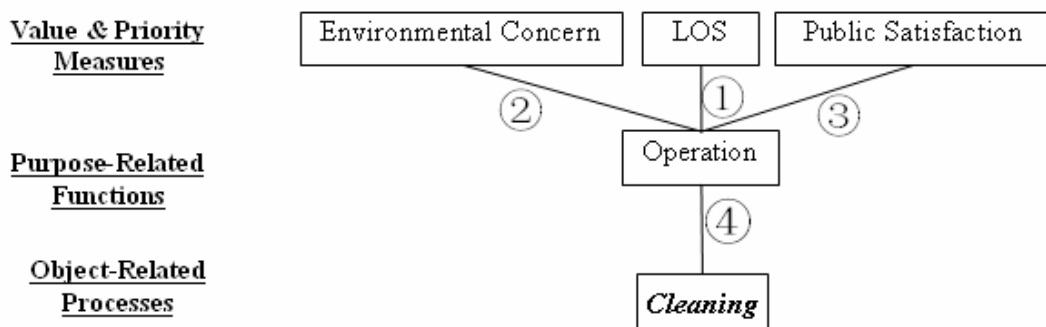 Value & Priority
Measures
Environmental Concern
LOS
Public Satisfaction
②
①
③
Purpose-Related
Functions
Operation
④
Object-Related
Processes
Cleaning